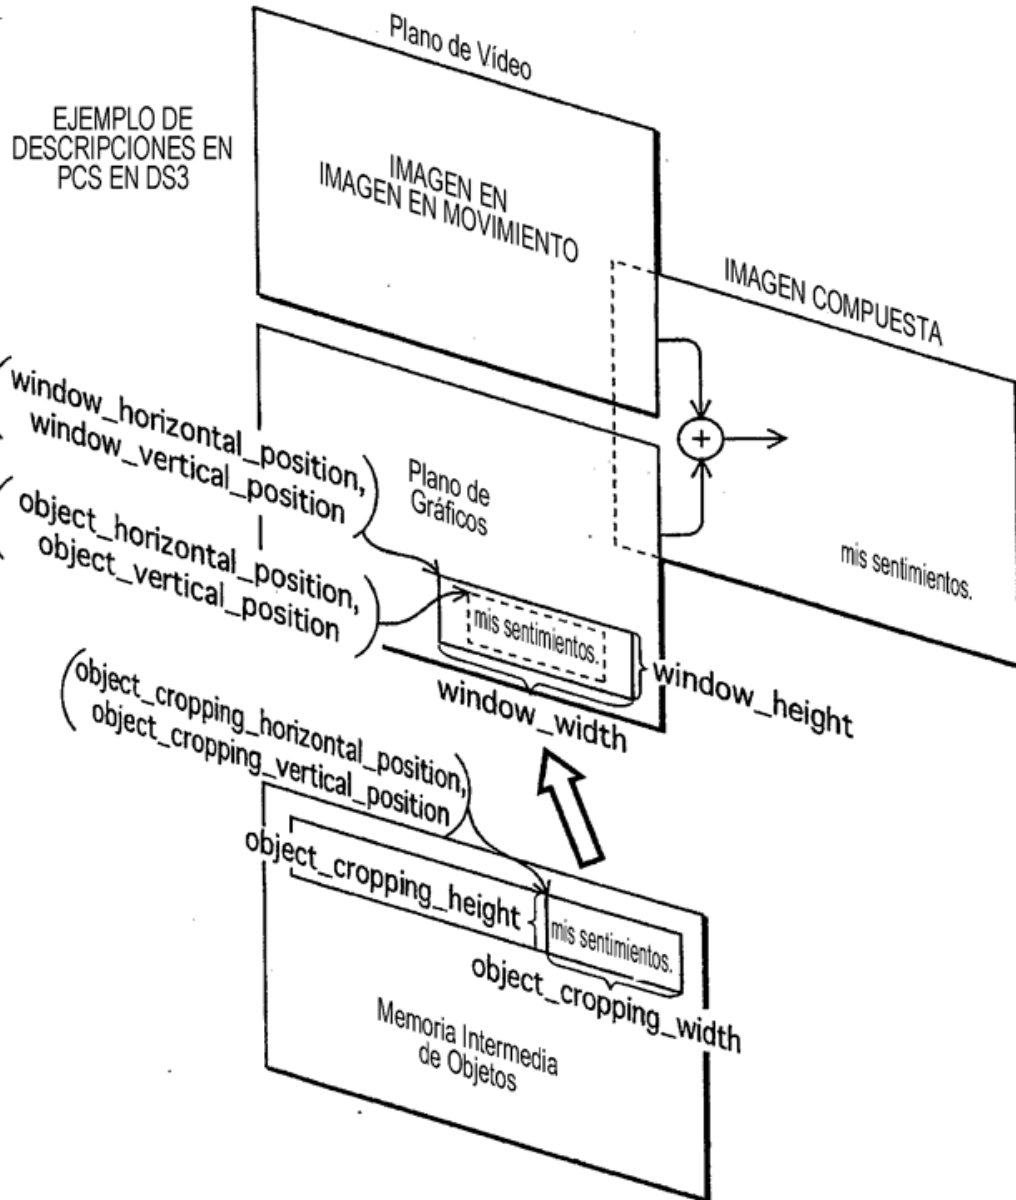 Plano de Vídeo
EJEMPLO DE
DESCRIPCIONES EN
PCS EN DS3
IMAGEN EN
IMAGEN EN MOVIMIENTO
IMAGEN COMPUESTA
(window_horizontal_position,
window_vertical_position)
Plano de
Gráficos
+
(object_horizontal_position,
object_vertical_position)
mis sentimientos.
mis sentimientos.
window_height
window_width
(object_cropping_horizontal_position,
object_cropping_vertical_position)
object_cropping_height
mis sentimientos.
object_cropping_width
Memoria Intermedia
de Objetos